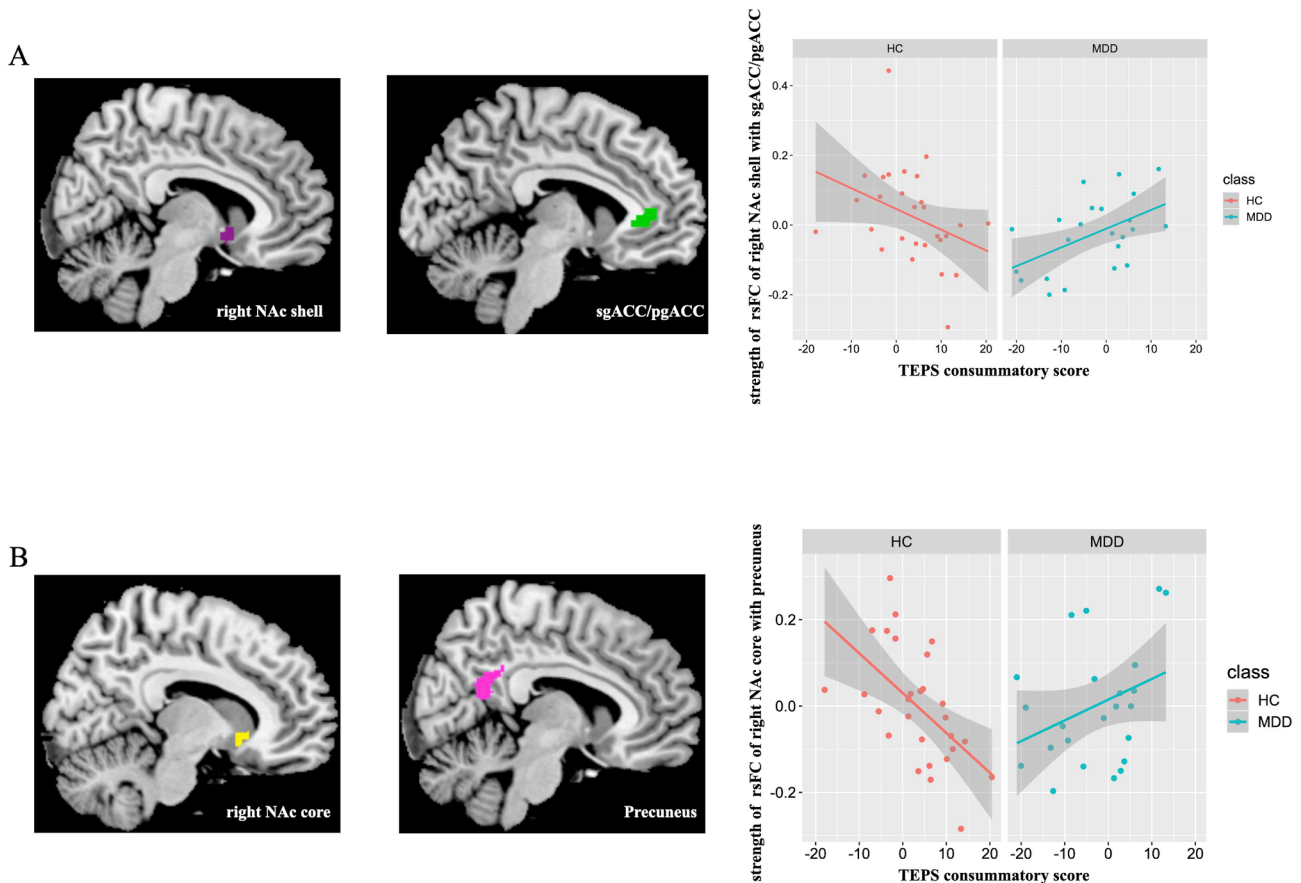 A
right NAc shell
sgACC/pgACC
strength of rsFC of right NAc shell with sgACC/pgACC
HC
MDD
0.4
0.2
0.0
-0.2
-20
-10
0
10
20
-20
-10
0
10
20
TEPS consummatory score
class
HC
MDD
B
right NAc core
Precuneus
strength of rsFC of right NAc core with precuneus
HC
MDD
0.2
0.0
-0.2
-20
-10
0
10
20
-20
-10
0
10
20
TEPS consummatory score
class
HC
MDD